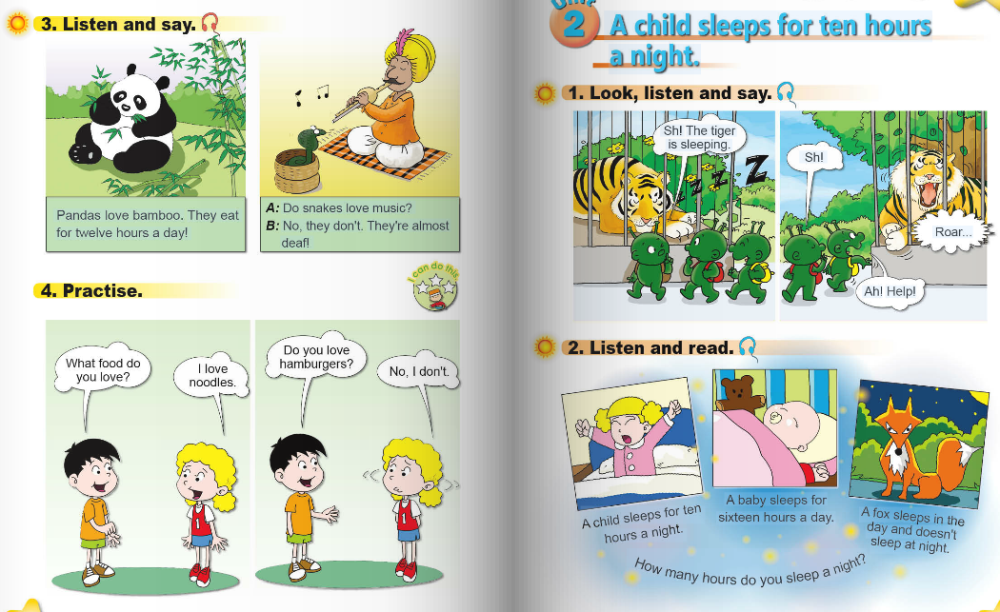 3. Listen and say.
Pandas love bamboo. They eat
for twelve hours a day!
A: Do snakes love music?
B: No, they don't. They're almost
deaf!
4. Practise.
I can do this
What food do
you love?
I love
noodles.
Do you love
hamburgers?
No, I don't.
1
1
Unit
2
A child sleeps for ten hours
a night.
1. Look, listen and say.
Sh! The tiger
is sleeping.
z z z Z
Sh!
Roar...
Ah! Help!
2. Listen and read.
A child sleeps for ten
hours a night.
A baby sleeps for
sixteen hours a day.
A fox sleeps in the
day and doesn't
sleep at night.
How many hours do you sleep a night?